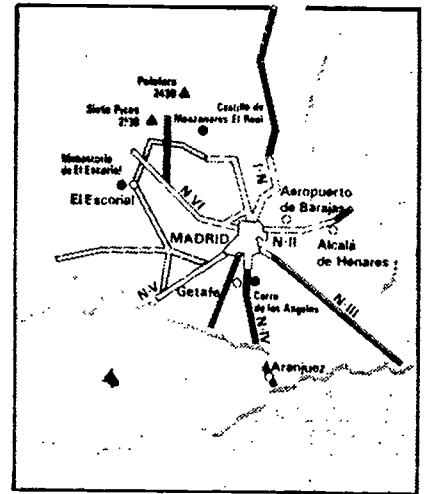 Peñalara
2430
Siete Picos
2138
Castillo de
Manzanares El Real
Monasterio
de El Escorial
El Escorial
N-VI
N-I
Aeropuerto
de Barajas
MADRID
N-II
Alcalá
de Henares
N-V
Getafe
Cerro
de los Ángeles
N-III
N-IV
Aranjuez